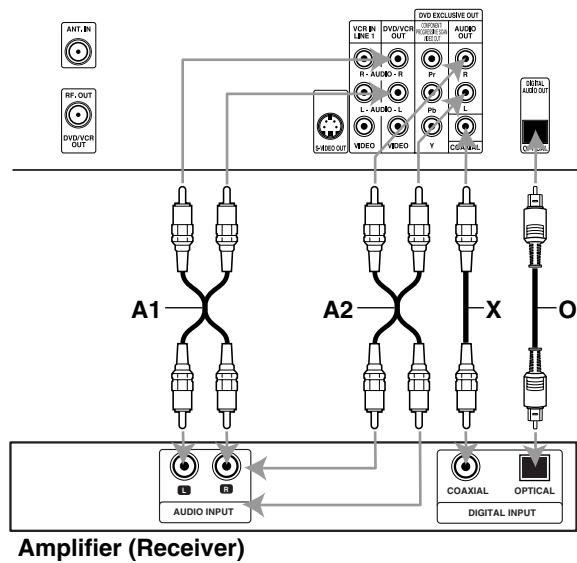 DVD EXCLUSIVE OUT
ANT. IN
VCR IN
LINE 1
DVD/VCR
OUT
COMPONENT/
PROGRESSIVE SCAN
VIDEO OUT
AUDIO
OUT
R - AUDIO - R
Pr
R
RF. OUT
DVD/VCR
OUT
DIGITAL
AUDIO OUT
L - AUDIO - L
Pb
L
S-VIDEO OUT
VIDEO
VIDEO
Y
COAXIAL
OPTICAL
A1
A2
X
O
L
R
AUDIO INPUT
COAXIAL
OPTICAL
DIGITAL INPUT
Amplifier (Receiver)